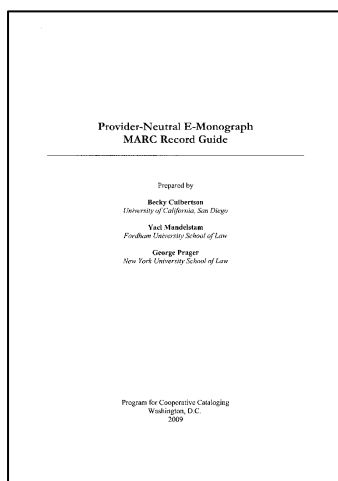 Provider-Neutral E-Monograph
MARC Record Guide
Prepared by
Becky Culbertson
University of California, San Diego
Yael Mandelstam
Fordham University School of Law
George Prager
New York University School of Law
Program for Cooperative Cataloging
Washington, D.C.
2009